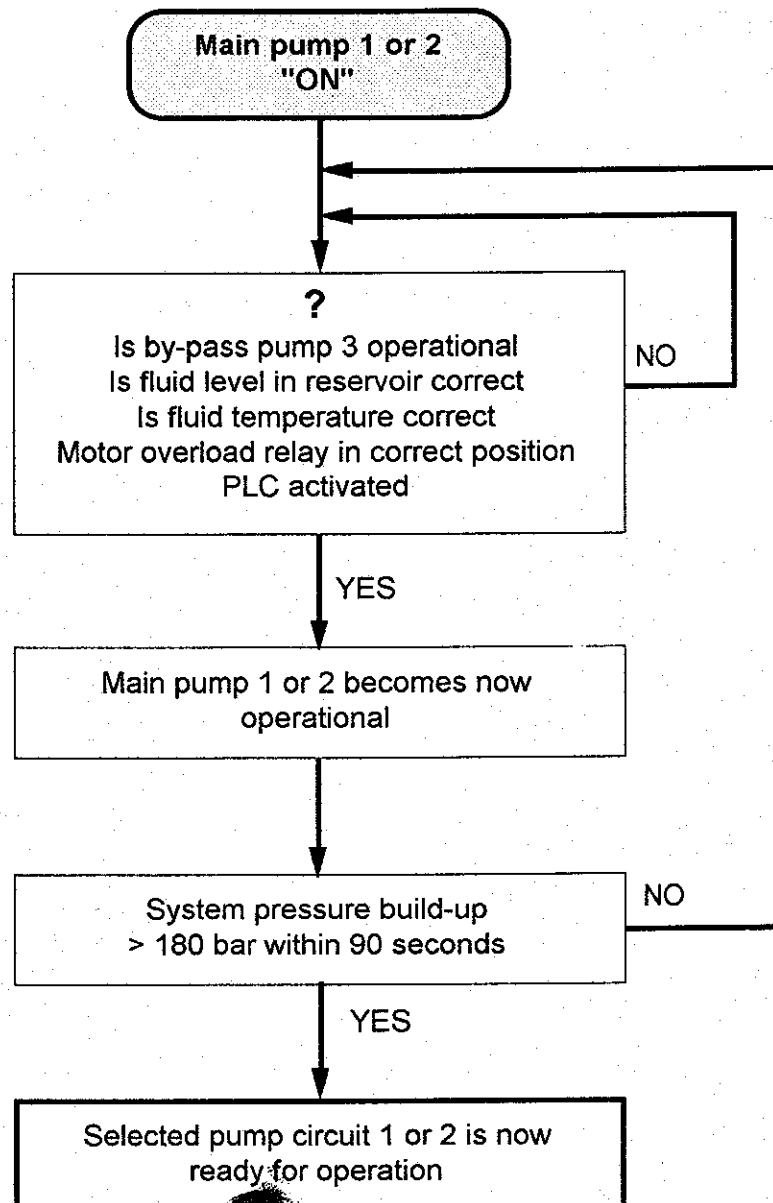 Main pump 1 or 2
"ON"
?
Is by-pass pump 3 operational
Is fluid level in reservoir correct
Is fluid temperature correct
Motor overload relay in correct position
PLC activated
NO
YES
Main pump 1 or 2 becomes now
operational
System pressure build-up
> 180 bar within 90 seconds
NO
YES
Selected pump circuit 1 or 2 is now
ready for operation